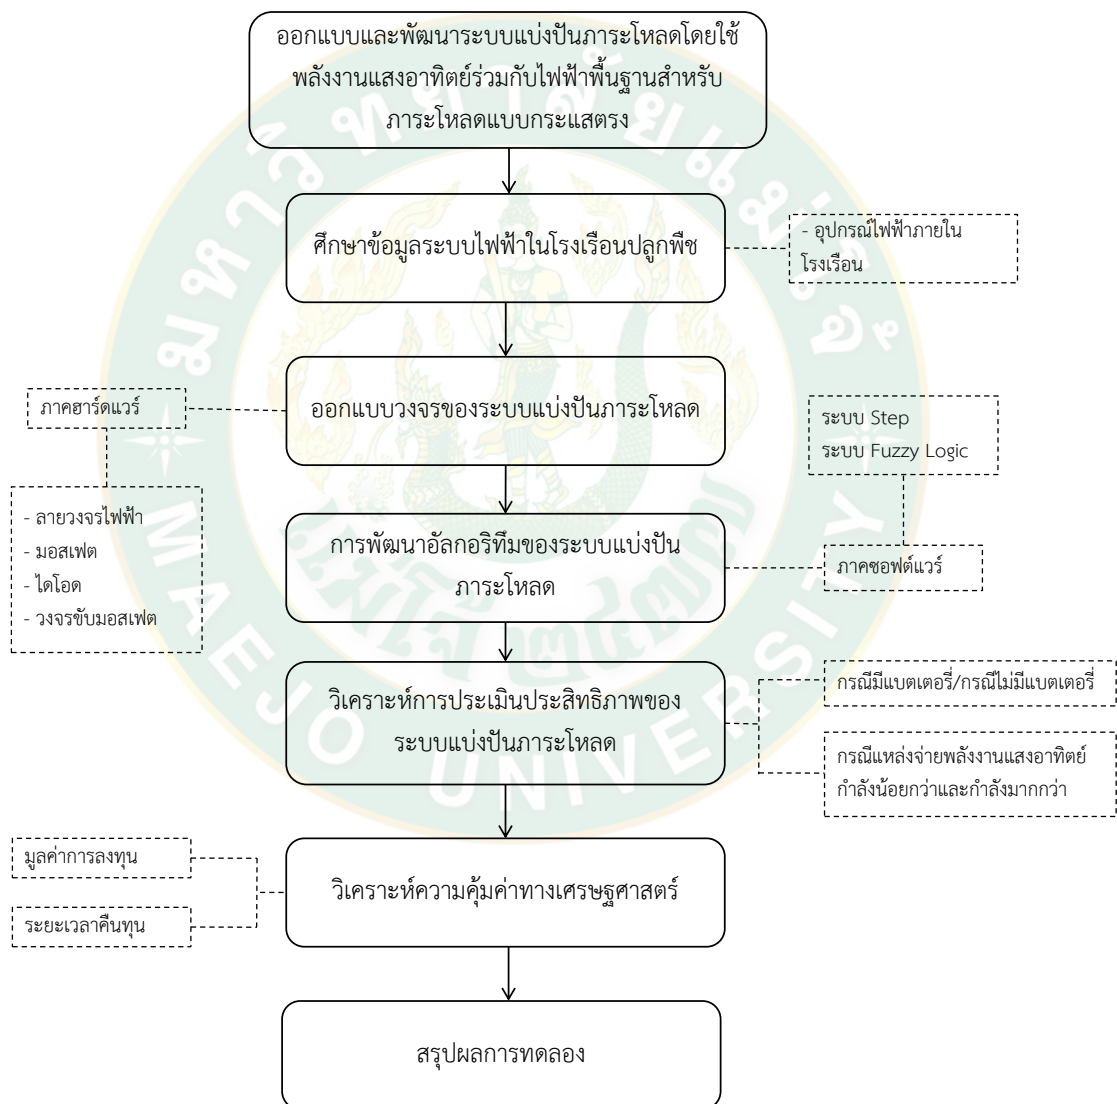 ออกแบบและพัฒนาระบบแบ่งปันภาระโหลดโดยใช้
พลังงานแสงอาทิตย์ร่วมกับไฟฟ้าพื้นฐานสำหรับ
ภาระโหลดแบบกระแสตรง
ศึกษาข้อมูลระบบไฟฟ้าในโรงเรือนปลูกพืช
- อุปกรณ์ไฟฟ้าภายใน
โรงเรือน
ออกแบบวงจรของระบบแบ่งปันภาระโหลด
ภาคฮาร์ดแวร์
- ลายวงจรไฟฟ้า
- มอสเฟต
- ไดโอด
- วงจรขับมอสเฟต
ระบบ Step
ระบบ Fuzzy Logic
การพัฒนาอัลกอริทึมของระบบแบ่งปัน
ภาระโหลด
ภาคซอฟต์แวร์
วิเคราะห์การประเมินประสิทธิภาพของ
ระบบแบ่งปันภาระโหลด
กรณีมีแบตเตอรี่/กรณีไม่มีแบตเตอรี่
กรณีแหล่งจ่ายพลังงานแสงอาทิตย์
กำลังน้อยกว่าและกำลังมากกว่า
มูลค่าการลงทุน
ระยะเวลาคืนทุน
วิเคราะห์ความคุ้มค่าทางเศรษฐศาสตร์
สรุปผลการทดลอง
มหาวิทยาลัยแม่โจ้
MAEJO UNIVERSITY
แม่โจ้ ๒๔๗๗